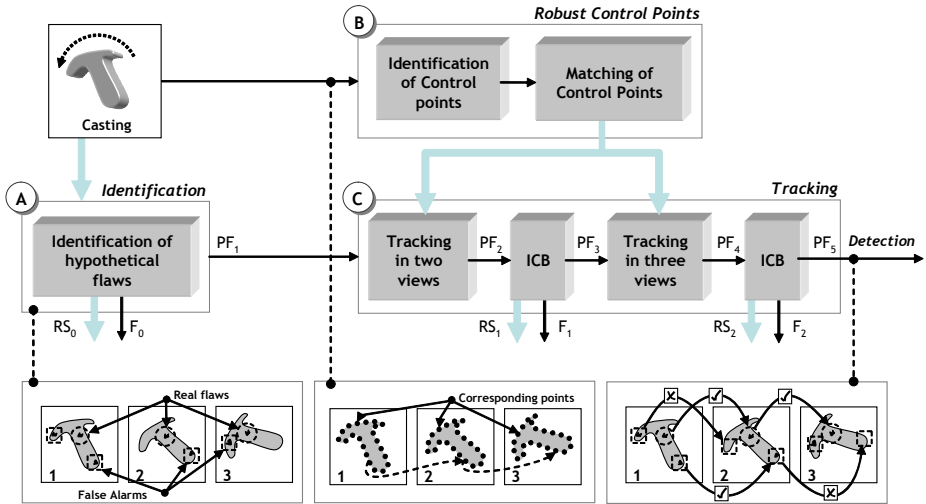 B
Robust Control Points
Casting
Identification
of Control
points
Matching of
Control Points
A
Identification
C
Tracking
Identification of
hypothetical
flaws
PF1
Tracking
in two
views
PF2
ICB
PF3
Tracking
in three
views
PF4
ICB
PF5
Detection
RS0
F0
RS1
F1
RS2
F2
Real flaws
1
2
3
False Alarms
Corresponding points
1
2
3
1
2
3